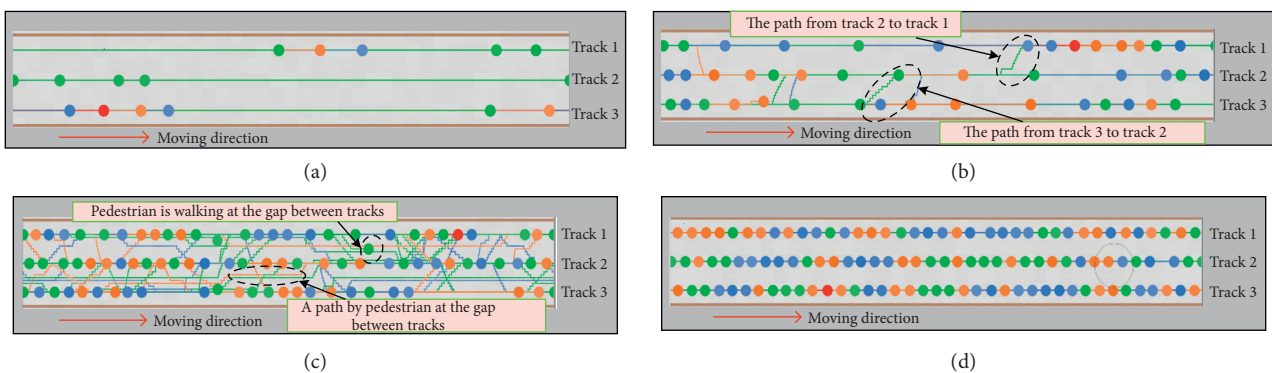 Track 1
Track 2
Track 3
Moving direction
(a)
The path from track 2 to track 1
Track 1
Track 2
Track 3
Moving direction
The path from track 3 to track 2
(b)
Pedestrian is walking at the gap between tracks
Track 1
Track 2
Track 3
Moving direction
A path by pedestrian at the gap
between tracks
(c)
Track 1
Track 2
Track 3
Moving direction
(d)